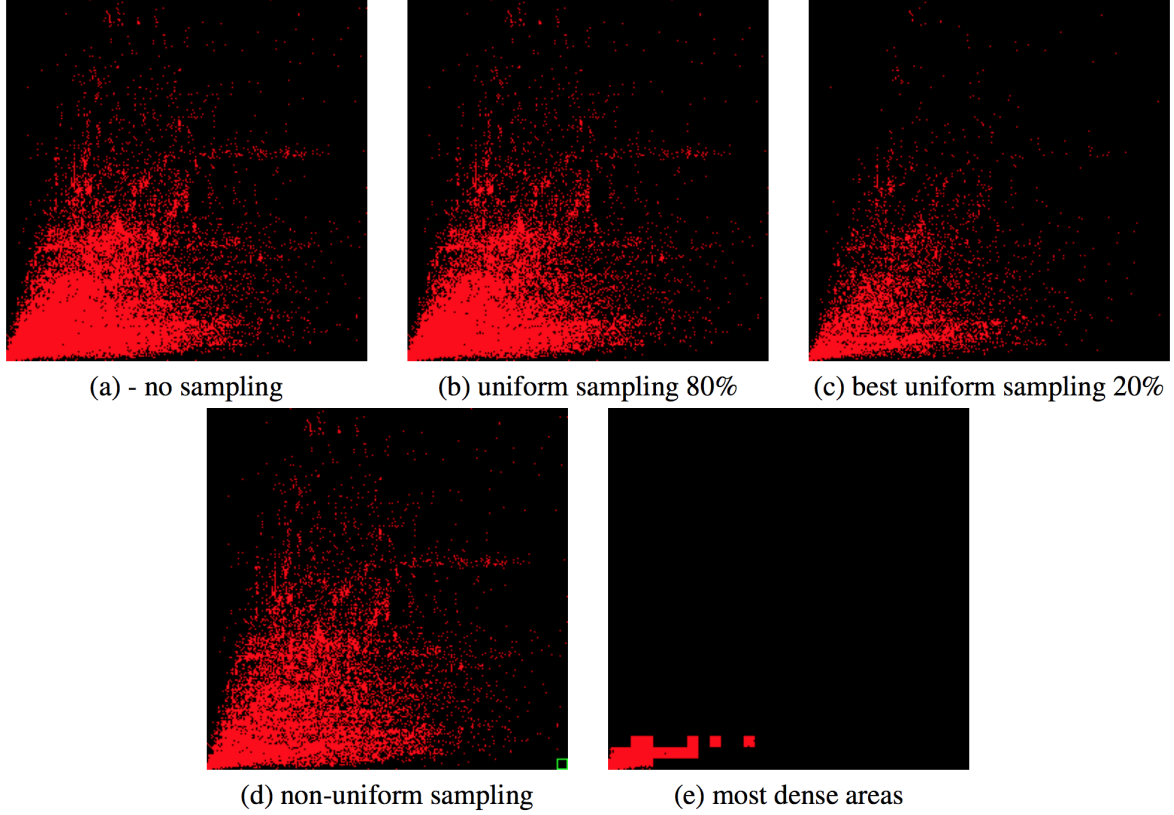 (a) - no sampling
(b) uniform sampling 80%
(c) best uniform sampling 20%
(d) non-uniform sampling
(e) most dense areas